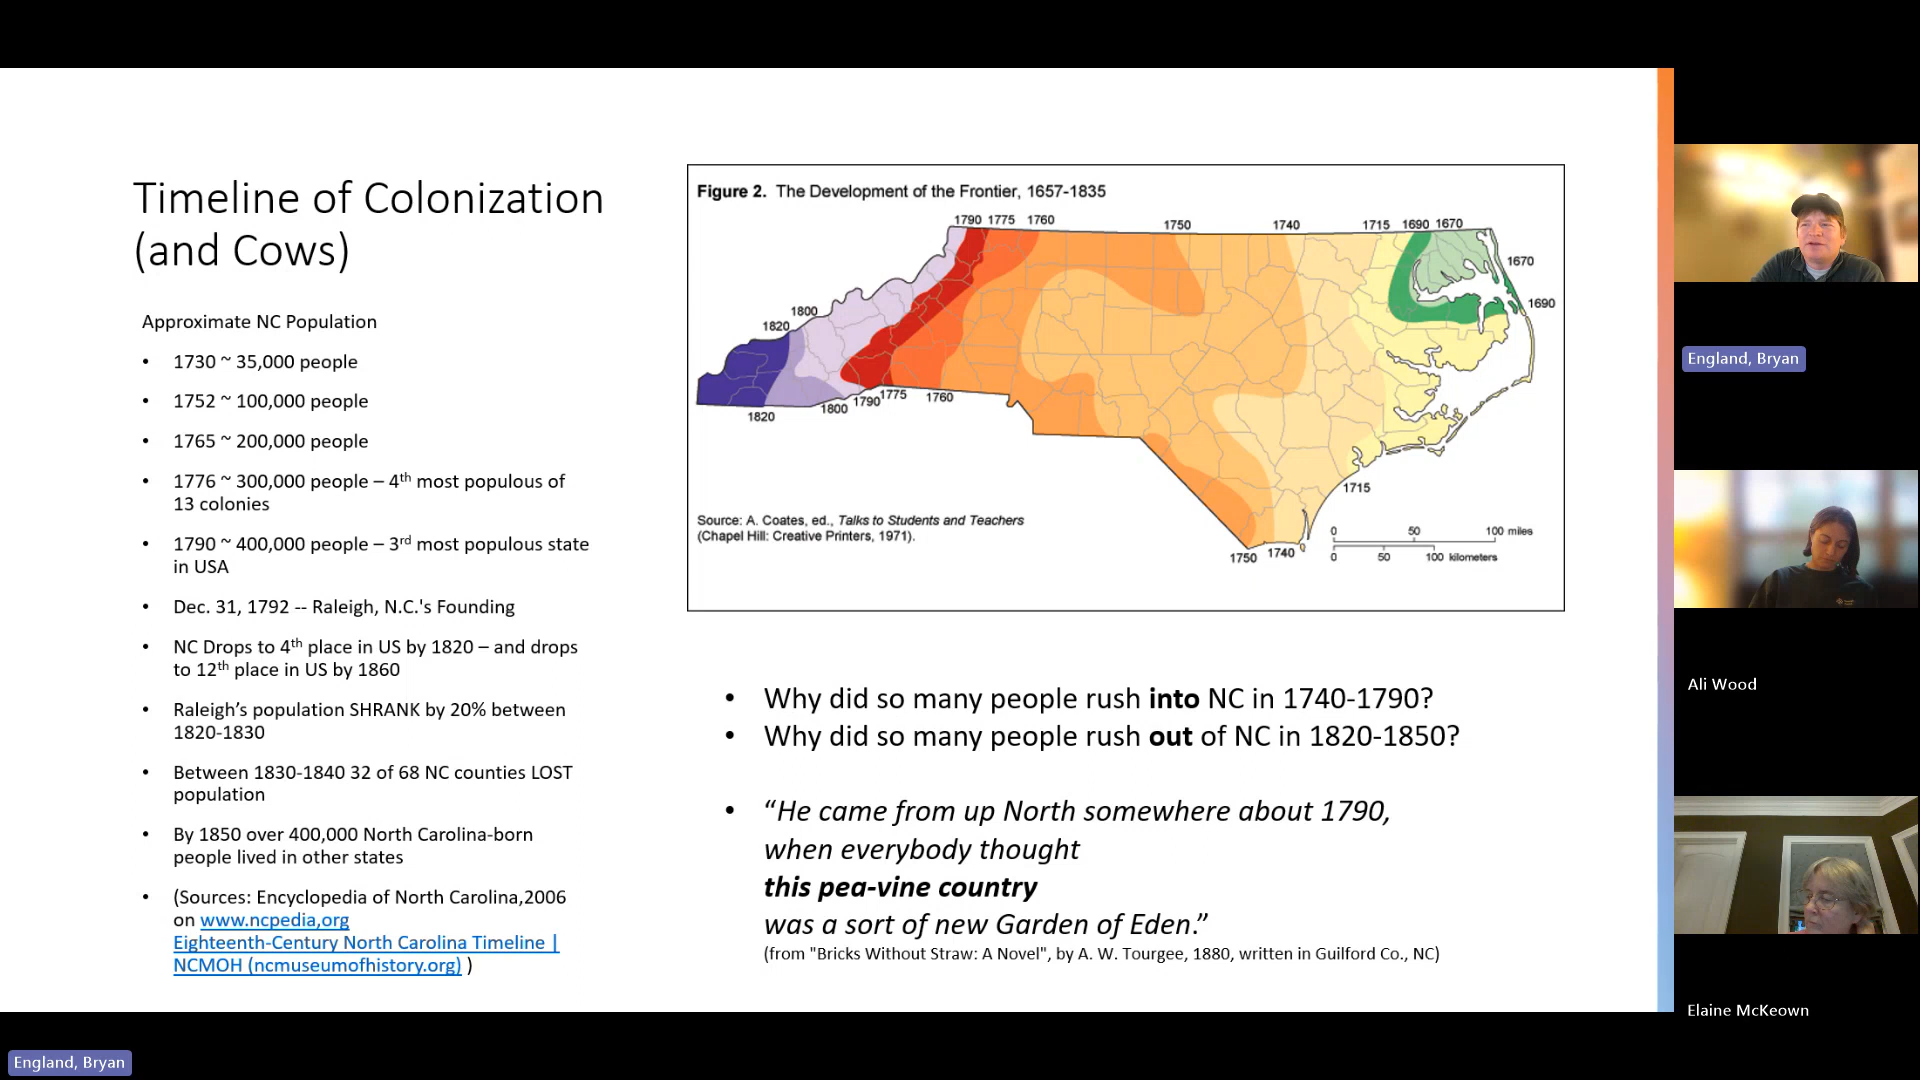 Timeline of Colonization
(and Cows)
Approximate NC Population
• 1730 ~ 35,000 people
• 1752 ~ 100,000 people
• 1765 ~ 200,000 people
• 1776 ~ 300,000 people – 4th most populous of
13 colonies
• 1790 ~ 400,000 people – 3rd most populous state
in USA
• Dec. 31, 1792 -- Raleigh, N.C.'s Founding
• NC Drops to 4th place in US by 1820 – and drops
to 12th place in US by 1860
• Raleigh's population SHRANK by 20% between
1820-1830
• Between 1830-1840 32 of 68 NC counties LOST
population
• By 1850 over 400,000 North Carolina-born
people lived in other states
• (Sources: Encyclopedia of North Carolina,2006
on www.ncpedia,org
Eighteenth-Century North Carolina Timeline |
NCMOH (ncmuseumofhistory.org) )
Figure 2. The Development of the Frontier, 1657-1835
1790 1775 1760 1750 1740 1715 1690 1670
1670
1690
1800
1820
1820
1800
1790
1775
1760
1715
1750
1740
Source: A. Coates, ed., Talks to Students and Teachers
(Chapel Hill: Creative Printers, 1971).
0 50 100 miles
0 50 100 kilometers
• Why did so many people rush into NC in 1740-1790?
• Why did so many people rush out of NC in 1820-1850?
• “He came from up North somewhere about 1790,
when everybody thought
this pea-vine country
was a sort of new Garden of Eden.”
(from "Bricks Without Straw: A Novel", by A. W. Tourgee, 1880, written in Guilford Co., NC)
England, Bryan
Ali Wood
Elaine McKeown
England, Bryan